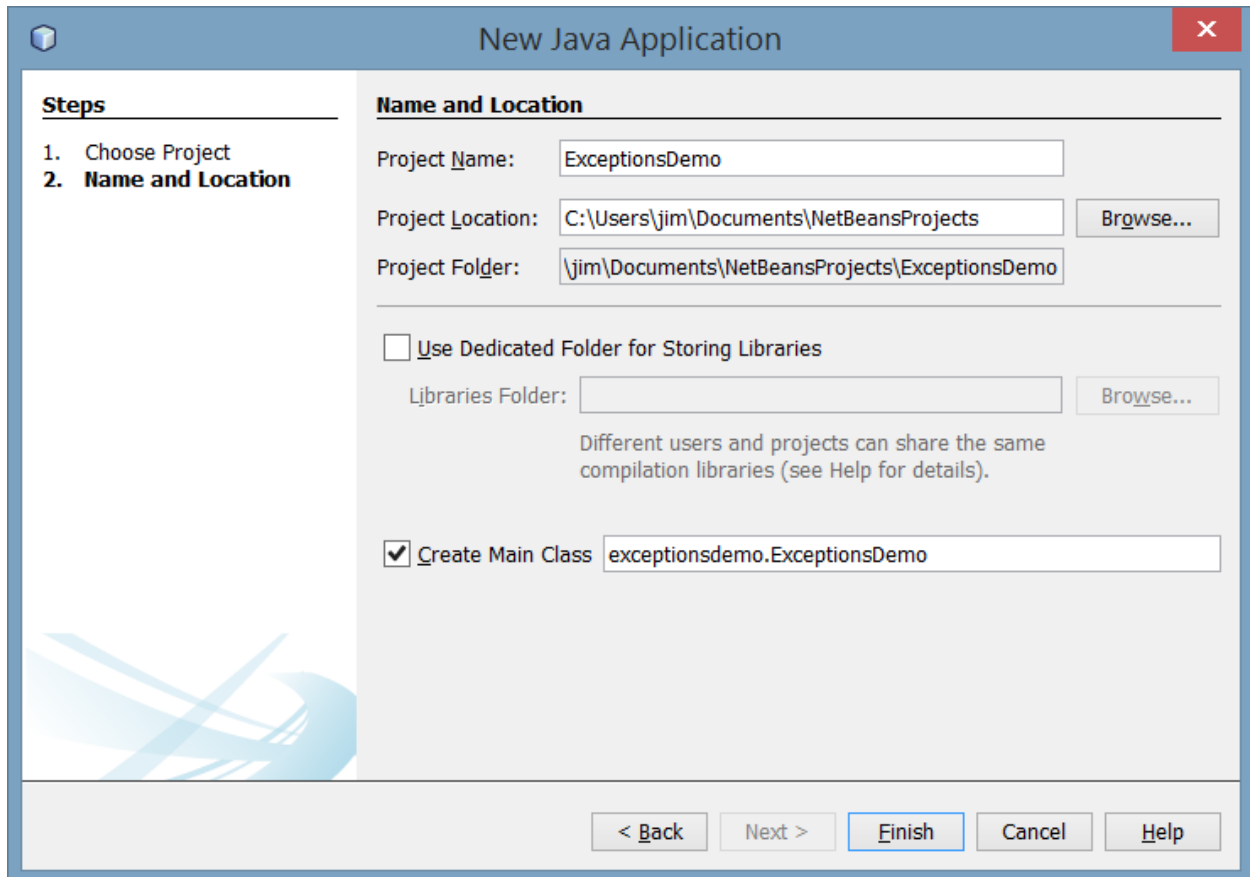 New Java Application
Steps
1. Choose Project
2. Name and Location
Name and Location
Project Name: ExceptionsDemo
Project Location: C:\Users\jim\Documents\NetBeansProjects Browse...
Project Folder: \jim\Documents\NetBeansProjects\ExceptionsDemo
Use Dedicated Folder for Storing Libraries
Libraries Folder: Browse...
Different users and projects can share the same
compilation libraries (see Help for details).
Create Main Class exceptionsdemo.ExceptionsDemo
< Back Next > Finish Cancel Help